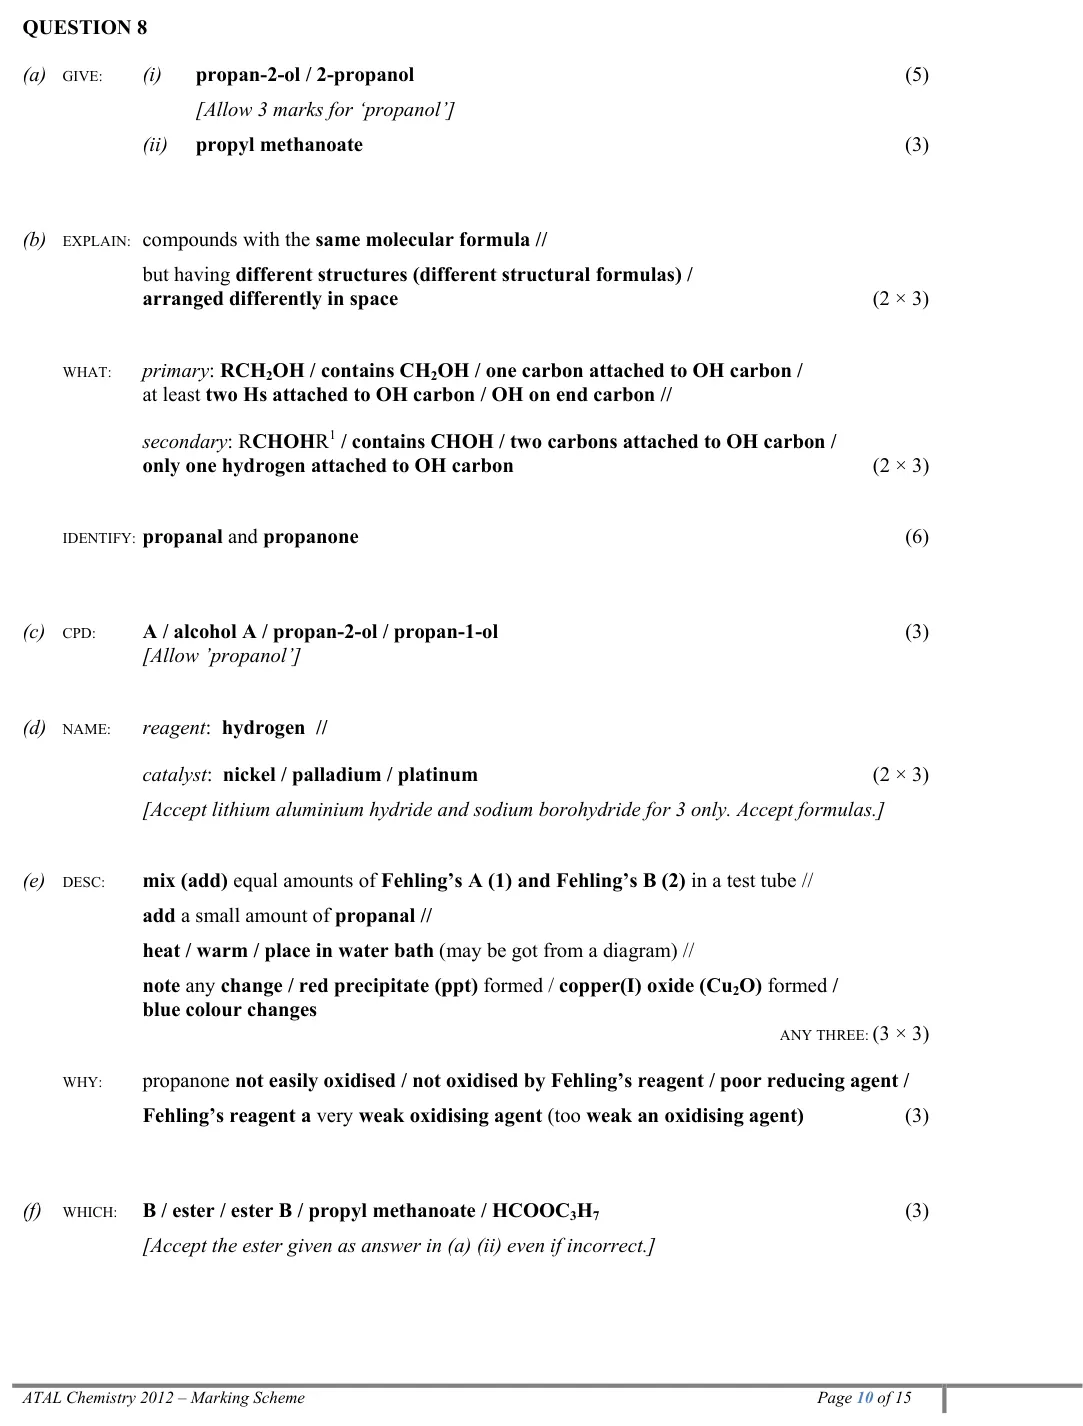 QUESTION 8
(a) GIVE: (i) propan-2-ol / 2-propanol (5)
[Allow 3 marks for ‘propanol’]
(ii) propyl methanoate (3)
(b) EXPLAIN: compounds with the same molecular formula //
but having different structures (different structural formulas) /
arranged differently in space (2 × 3)
WHAT: primary: RCH₂OH / contains CH₂OH / one carbon attached to OH carbon /
at least two Hs attached to OH carbon / OH on end carbon //
secondary: RCHOHR¹ / contains CHOH / two carbons attached to OH carbon /
only one hydrogen attached to OH carbon (2 × 3)
IDENTIFY: propanal and propanone (6)
(c) CPD: A / alcohol A / propan-2-ol / propan-1-ol (3)
[Allow ’propanol’]
(d) NAME: reagent: hydrogen //
catalyst: nickel / palladium / platinum (2 × 3)
[Accept lithium aluminium hydride and sodium borohydride for 3 only. Accept formulas.]
(e) DESC: mix (add) equal amounts of Fehling’s A (1) and Fehling’s B (2) in a test tube //
add a small amount of propanal //
heat / warm / place in water bath (may be got from a diagram) //
note any change / red precipitate (ppt) formed / copper(I) oxide (Cu₂O) formed /
blue colour changes
ANY THREE: (3 × 3)
WHY: propanone not easily oxidised / not oxidised by Fehling’s reagent / poor reducing agent /
Fehling’s reagent a very weak oxidising agent (too weak an oxidising agent) (3)
(f) WHICH: B / ester / ester B / propyl methanoate / HCOOC₃H₇ (3)
[Accept the ester given as answer in (a) (ii) even if incorrect.]
ATAL Chemistry 2012 – Marking Scheme Page 10 of 15